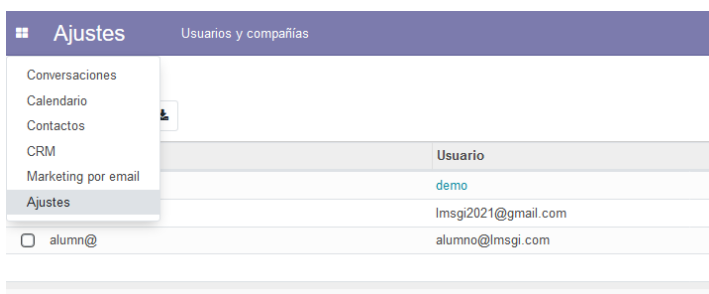 Ajustes Usuarios y compañías
Conversaciones
Calendario
Contactos
CRM
Marketing por email
Ajustes
Usuario
demo
lmsgi2021@gmail.com
alumn@ alumno@lmsgi.com